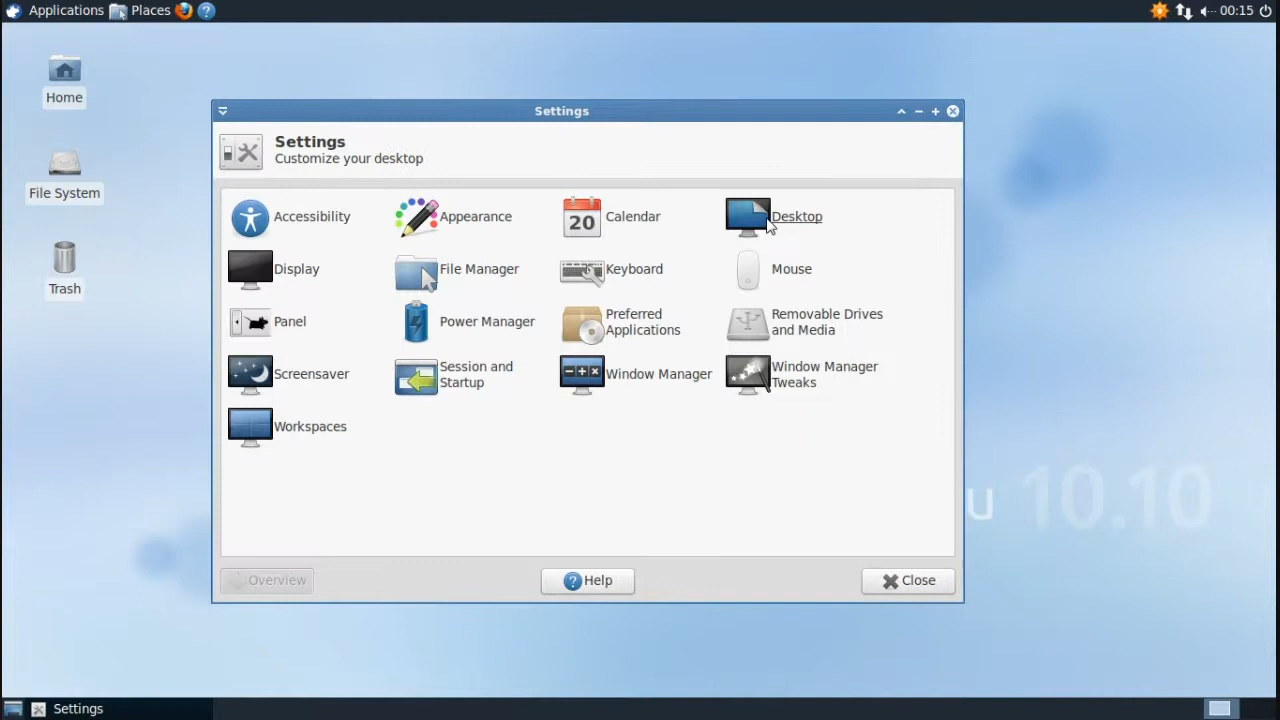 Applications Places 00:15
Home
File System
Trash
Settings
Settings
Customize your desktop
Accessibility
Appearance
Calendar
20
Desktop
Display
File Manager
Keyboard
Mouse
Panel
Power Manager
Preferred
Applications
Removable Drives
and Media
Screensaver
Session and
Startup
Window Manager
Window Manager
Tweaks
Workspaces
u 10.10
Overview
Help
Close
Settings